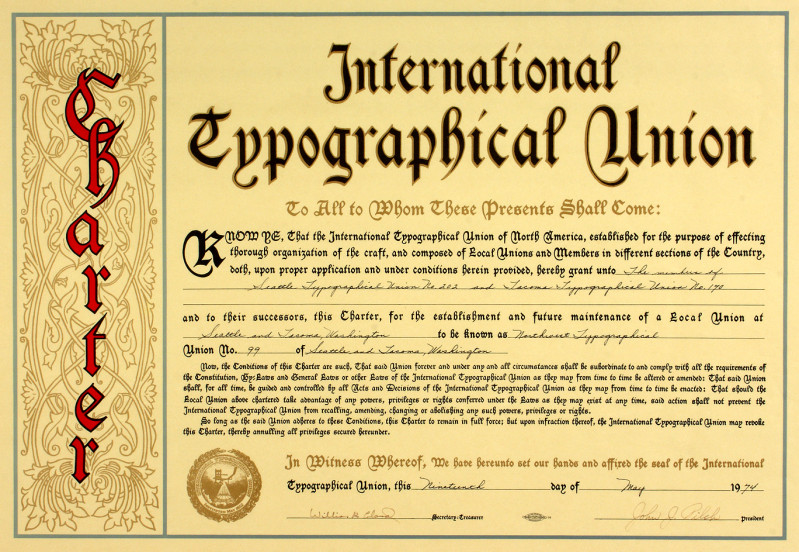 Charter
International
Typographical Union
To All to Whom These Presents Shall Come:
KNOW YE, That the International Typographical Union of North America, established for the purpose of effecting
thorough organization of the craft, and composed of Local Unions and Members in different sections of the Country,
doth, upon proper application and under conditions herein provided, hereby grant unto The members of
Seattle Typographical Union No. 202 and Tacoma Typographical Union No. 170
and to their successors, this Charter, for the establishment and future maintenance of a Local Union at
Seattle and Tacoma, Washington to be known as Northwest Typographical
Union No. 99 of Seattle and Tacoma, Washington
Now, the Conditions of this Charter are such, That said Union forever and under any and all circumstances shall be subordinate to and comply with all the requirements of
the Constitution, By-Laws and General Laws or other Laws of the International Typographical Union as they may from time to time be altered or amended: That said Union
shall, for all time, be guided and controlled by all Acts and Decisions of the International Typographical Union as they may from time to time be enacted: That should the
Local Union above chartered take advantage of any powers, privileges or rights conferred under the Laws as they may exist at any time, said action shall not prevent the
International Typographical Union from recalling, amending, changing or abolishing any such powers, privileges or rights.
So long as the said Union adheres to these Conditions, this Charter to remain in full force; but upon infraction thereof, the International Typographical Union may revoke
this Charter, thereby annulling all privileges secured hereunder.
In Witness Whereof, We have hereunto set our hands and affixed the seal of the International
Typographical Union, this Nineteenth day of May 1974
Secretary-Treasurer
John J. President